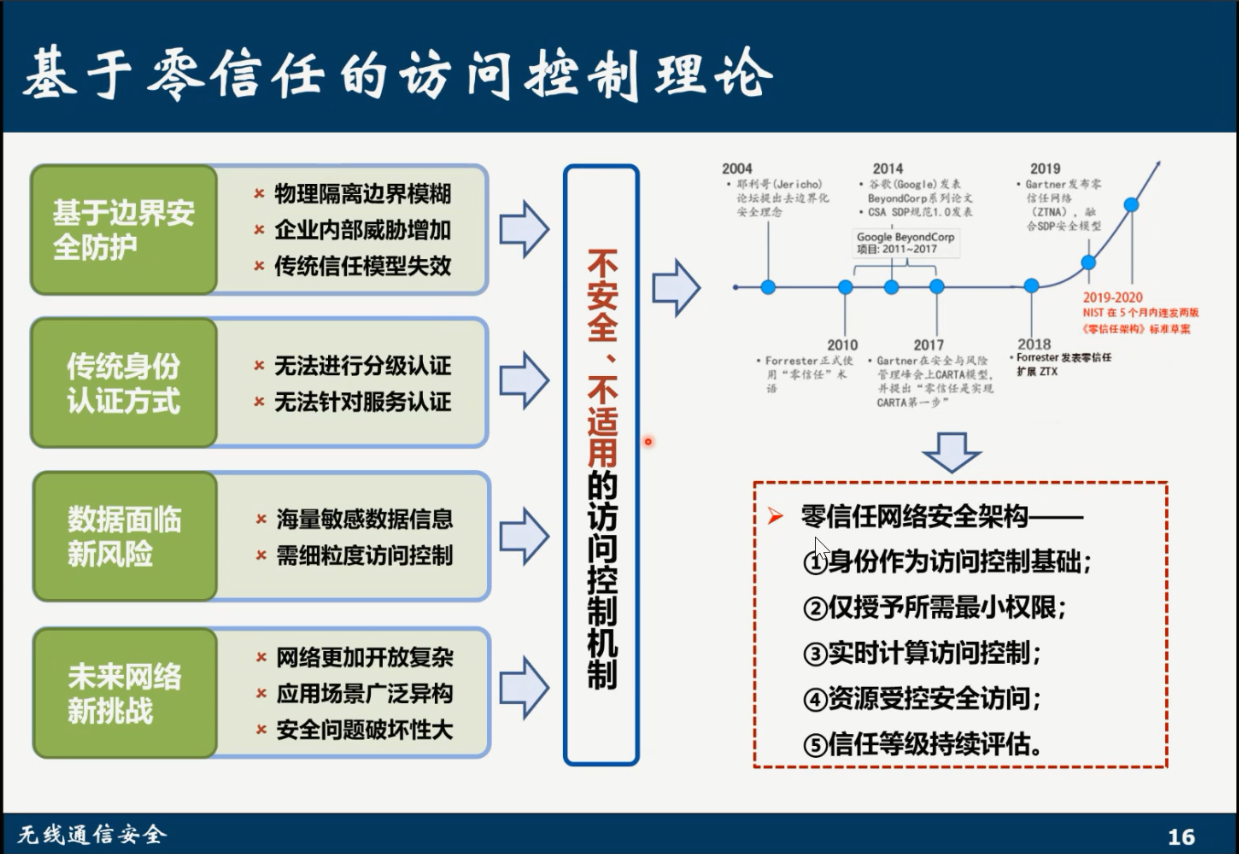 基于零信任的访问控制理论
基于边界安
全防护
× 物理隔离边界模糊
× 企业内部威胁增加
× 传统信任模型失效
传统身份
认证方式
× 无法进行分级认证
× 无法针对服务认证
数据面临
新风险
× 海量敏感数据信息
× 需细粒度访问控制
未来网络
新挑战
× 网络更加开放复杂
× 应用场景广泛异构
× 安全问题破坏性大
不安全、不适用的访问控制机制
2004
• 耶利哥(Jericho)
论坛提出去边界化
安全理念
2014
• 谷歌(Google)发表
BeyondCorp系列论文
• CSA SDP规范1.0发表
Google BeyondCorp
项目: 2011~2017
2019
• Gartner发布零
信任网络
（ZTNA）, 融
合SDP安全模型
2019-2020
NIST 在 5 个月内连发两版
《零信任架构》标准草案
2010
• Forrester正式使
用“零信任”术
语
2017
• Gartner在安全与风险
管理峰会上CARTA模型,
并提出“零信任是实现
CARTA第一步”
2018
• Forrester 发表零信任
扩展 ZTX
➢ 零信任网络安全架构——
①身份作为访问控制基础；
②仅授予所需最小权限；
③实时计算访问控制；
④资源受控安全访问；
⑤信任等级持续评估。
无线通信安全
16